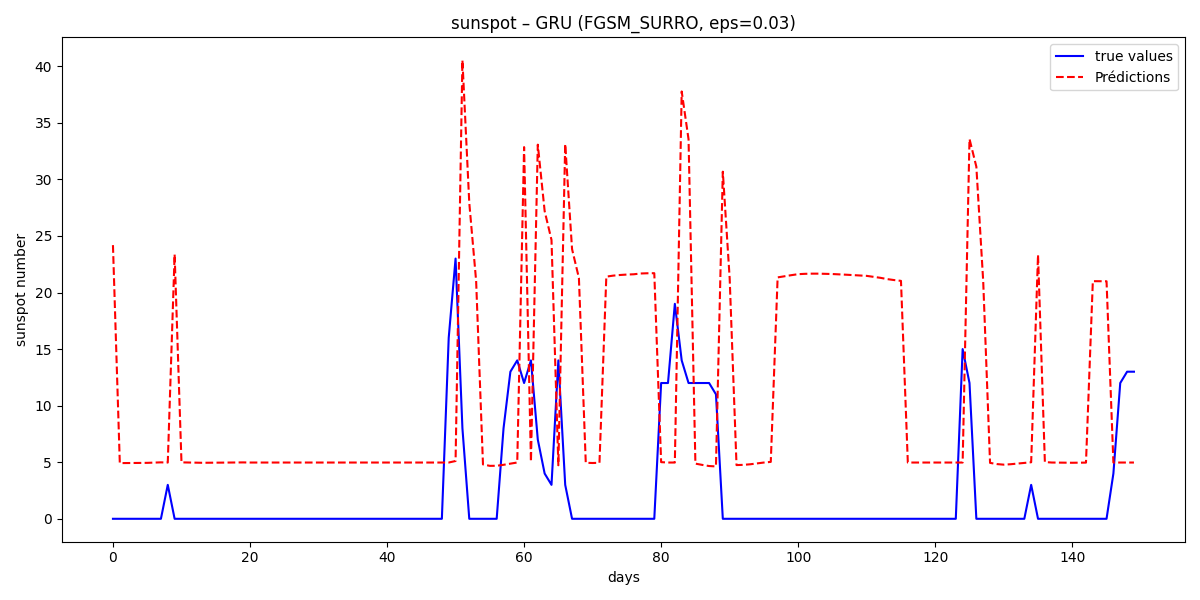 sunspot – GRU (FGSM_SURRO, eps=0.03)
true values
Prédictions
sunspot number
40
35
30
25
20
15
10
5
0
0 20 40 60 80 100 120 140
days